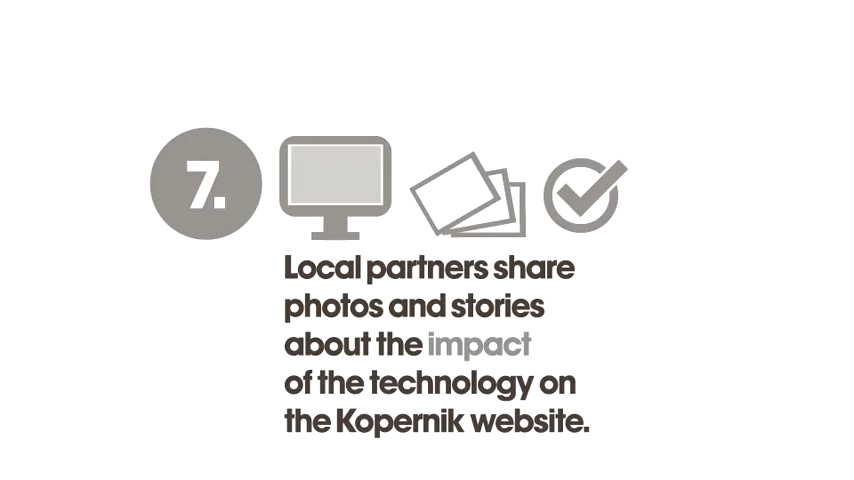 7.
Local partners share
photos and stories
about the impact
of the technology on
the Kopernik website.